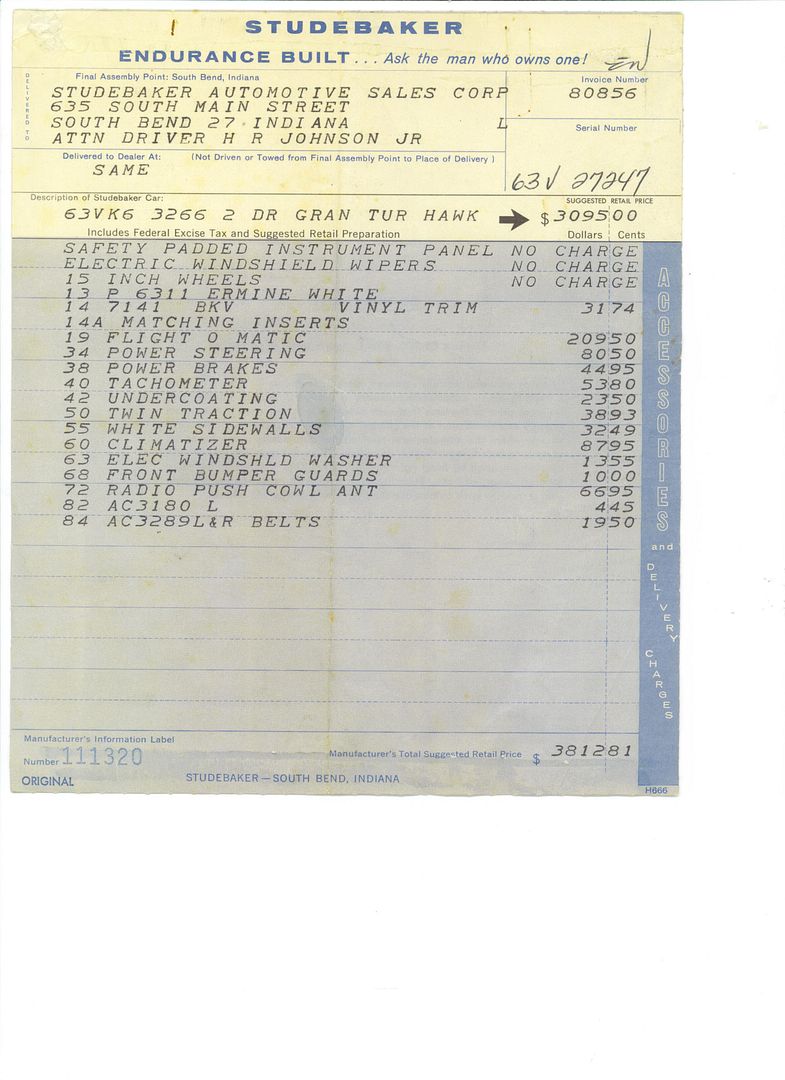 STUDEBAKER
ENDURANCE BUILT... Ask the man who owns one!
Final Assembly Point: South Bend, Indiana
Invoice Number
DELIVERED TO
STUDEBAKER AUTOMOTIVE SALES CORP
80856
635 SOUTH MAIN STREET
SOUTH BEND 27 INDIANA L
Serial Number
ATTN DRIVER H R JOHNSON JR
Delivered to Dealer At: (Not Driven or Towed from Final Assembly Point to Place of Delivery)
SAME
63V 27247
Description of Studebaker Car:
SUGGESTED RETAIL PRICE
63VK6 3266 2 DR GRAN TUR HAWK $309500
Includes Federal Excise Tax and Suggested Retail Preparation Dollars Cents
SAFETY PADDED INSTRUMENT PANEL NO CHARGE
ELECTRIC WINDSHIELD WIPERS NO CHARGE
15 INCH WHEELS NO CHARGE
13 P 6311 ERMINE WHITE
14 7141 BKV VINYL TRIM 3174
14A MATCHING INSERTS
19 FLIGHT O MATIC 20950
34 POWER STEERING 8050
38 POWER BRAKES 4495
40 TACHOMETER 5380
42 UNDERCOATING 2350
50 TWIN TRACTION 3893
55 WHITE SIDEWALLS 3249
60 CLIMATIZER 8795
63 ELEC WINDSHLD WASHER 1355
68 FRONT BUMPER GUARDS 1000
72 RADIO PUSH COWL ANT 6695
82 AC3180 L 445
84 AC3289L&R BELTS 1950
ACCESSORIES
and
DELIVERY
CHARGES
Manufacturer's Information Label
Number 111320
Manufacturer's Total Suggested Retail Price $ 381281
ORIGINAL
STUDEBAKER—SOUTH BEND, INDIANA
H666